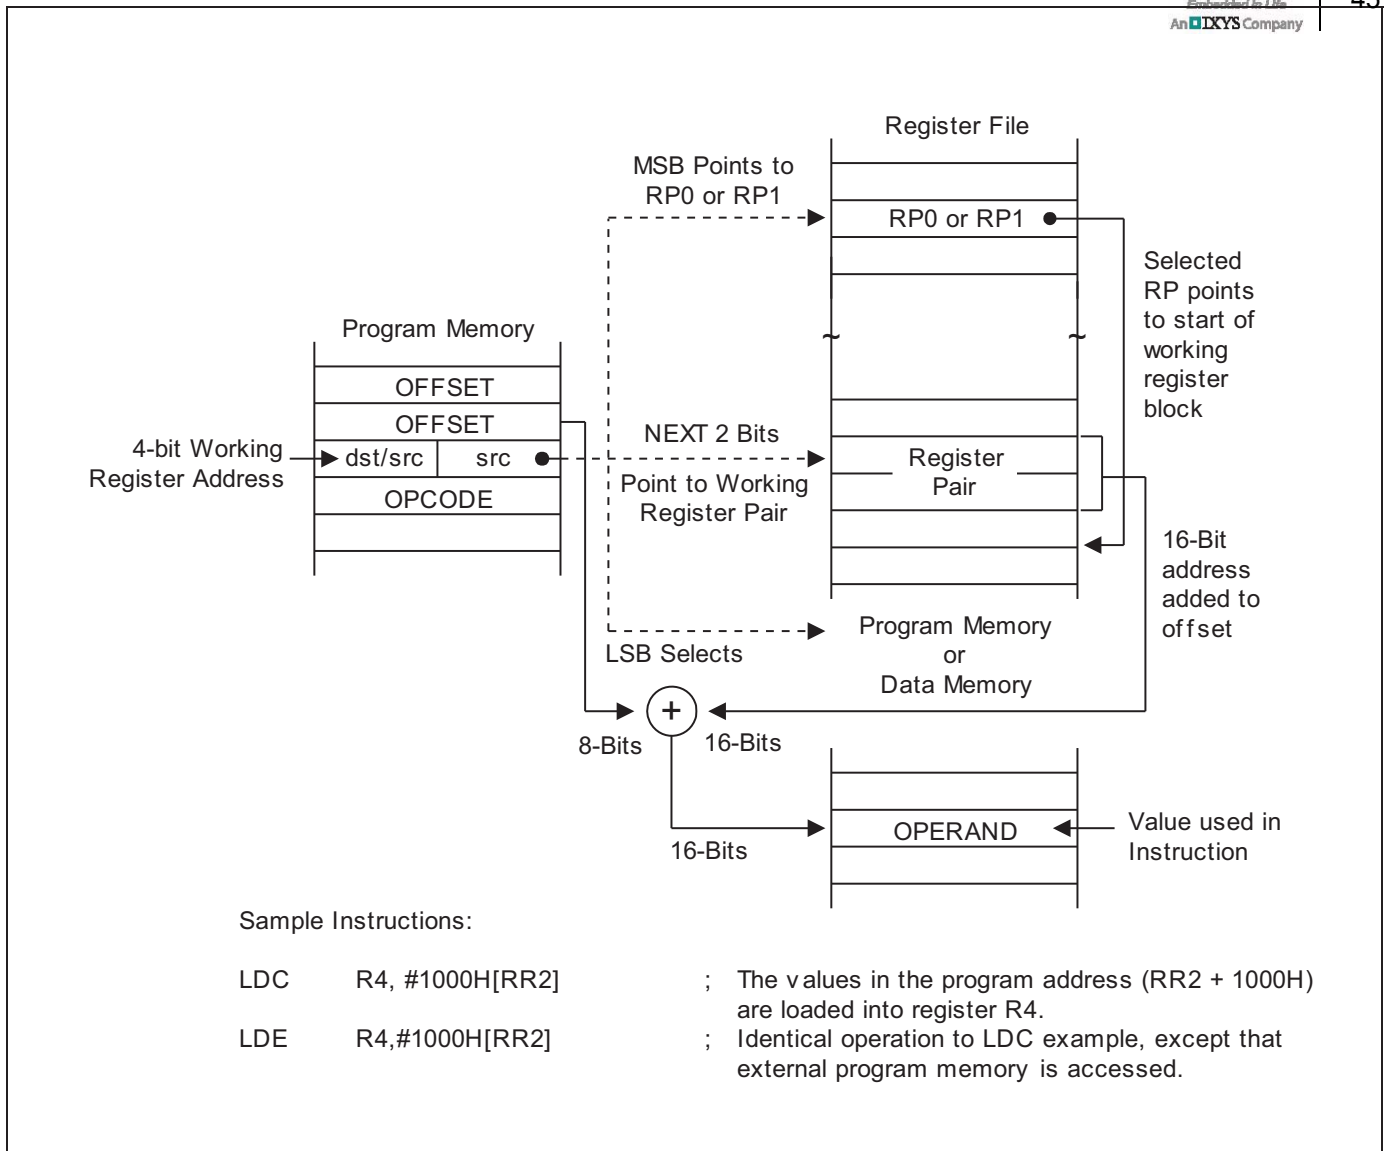 Embedded In Life
An IXYS Company
Register File
MSB Points to
RP0 or RP1
RP0 or RP1
Selected
RP points
to start of
working
register
block
Program Memory
OFFSET
OFFSET
4-bit Working
Register Address
dst/src
src
OPCODE
NEXT 2 Bits
Point to Working
Register Pair
Register
Pair
16-Bit
address
added to
offset
LSB Selects
Program Memory
or
Data Memory
+
8-Bits
16-Bits
16-Bits
OPERAND
Value used in
Instruction
Sample Instructions:
LDC R4, #1000H[RR2] ; The values in the program address (RR2 + 1000H)
are loaded into register R4.
LDE R4,#1000H[RR2] ; Identical operation to LDC example, except that
external program memory is accessed.